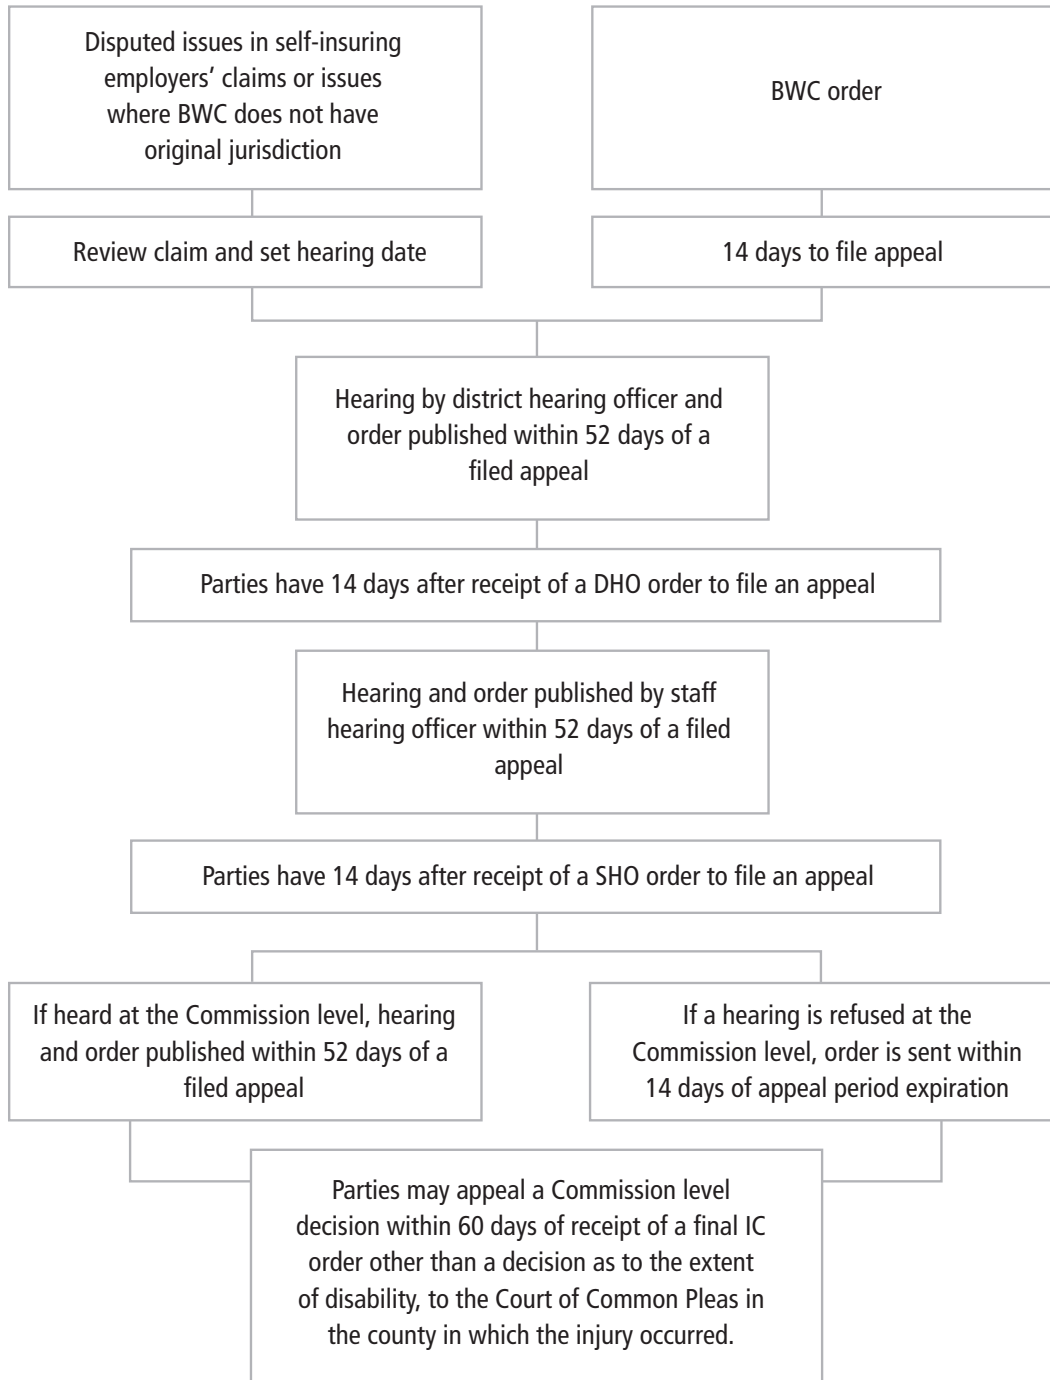 Disputed issues in self-insuring
employers’ claims or issues
where BWC does not have
original jurisdiction
BWC order
Review claim and set hearing date
14 days to file appeal
Hearing by district hearing officer and
order published within 52 days of a
filed appeal
Parties have 14 days after receipt of a DHO order to file an appeal
Hearing and order published by staff
hearing officer within 52 days of a filed
appeal
Parties have 14 days after receipt of a SHO order to file an appeal
If heard at the Commission level, hearing
and order published within 52 days of a
filed appeal
If a hearing is refused at the
Commission level, order is sent within
14 days of appeal period expiration
Parties may appeal a Commission level
decision within 60 days of receipt of a final IC
order other than a decision as to the extent
of disability, to the Court of Common Pleas in
the county in which the injury occurred.